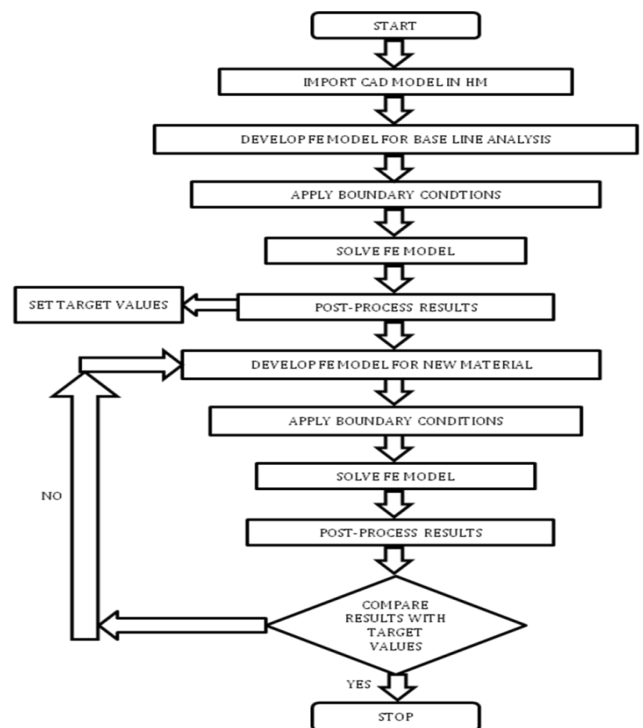 START
IMPORT CAD MODEL IN HM
DEVELOP FE MODEL FOR BASE LINE ANALYSIS
APPLY BOUNDARY CONDTIONS
SOLVE FE MODEL
SET TARGET VALUES
POST-PROCESS RESULTS
DEVELOP FE MODEL FOR NEW MATERIAL
APPLY BOUNDARY CONDITIONS
SOLVE FE MODEL
NO
POST-PROCESS RESULTS
COMPARE
RESULTS WITH
TARGET
VALUES
YES
STOP